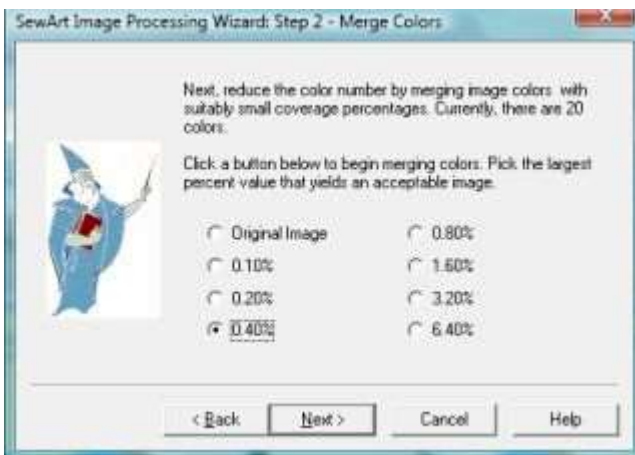 SewArt Image Processing Wizard: Step 2 - Merge Colors
Next, reduce the color number by merging image colors with
suitably small coverage percentages. Currently, there are 20
colors.
Click a button below to begin merging colors. Pick the largest
percent value that yields an acceptable image.
Original Image
0.80%
0.10%
1.60%
0.20%
3.20%
0.40%
6.40%
< Back
Next >
Cancel
Help